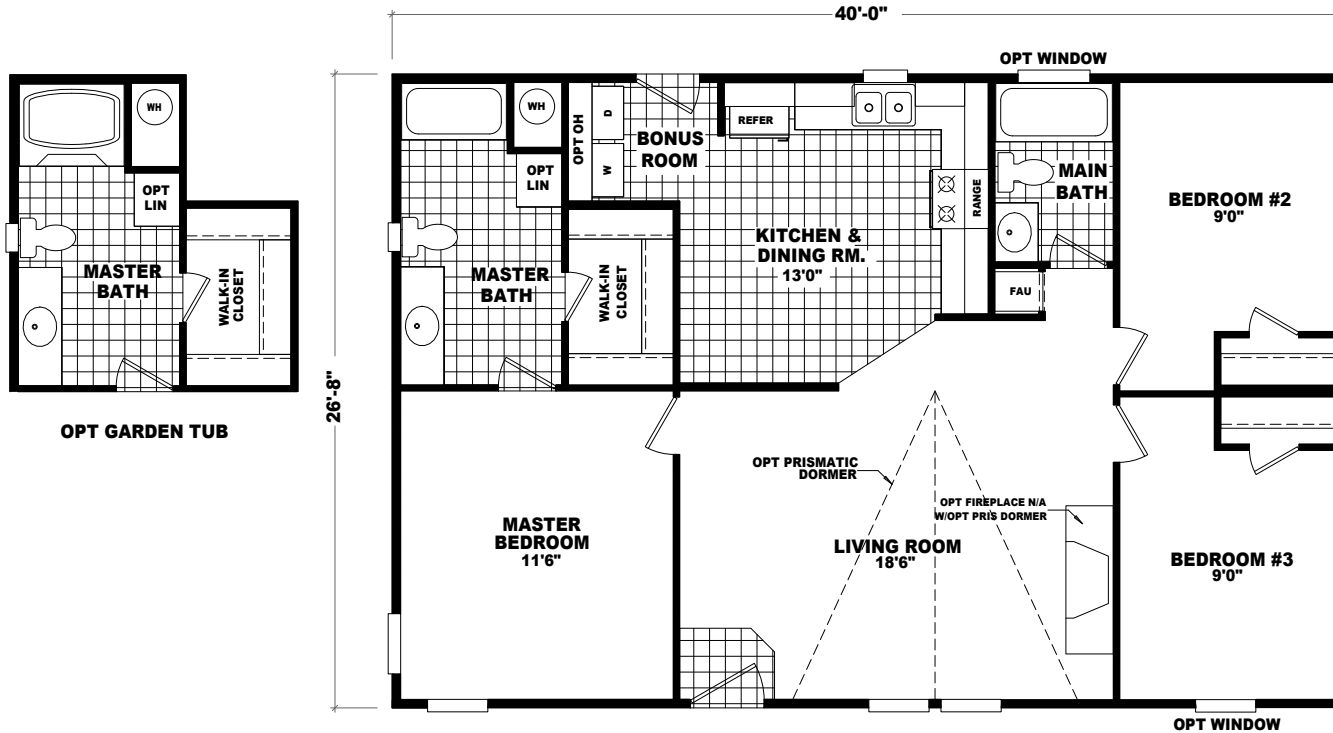 40'-0"
OPT WINDOW
WH
OPT
LIN
MASTER
BATH
WALK-IN
CLOSET
OPT GARDEN TUB
26'-8"
WH
OPT
LIN
MASTER
BATH
WALK-IN
CLOSET
OPT OH
D
W
BONUS
ROOM
REFER
RANGE
KITCHEN &
DINING RM.
13'0"
MAIN
BATH
FAU
BEDROOM #2
9'0"
OPT PRISMATIC
DORMER
OPT FIREPLACE N/A
W/OPT PRIS DORMER
MASTER
BEDROOM
11'6"
LIVING ROOM
18'6"
BEDROOM #3
9'0"
OPT WINDOW